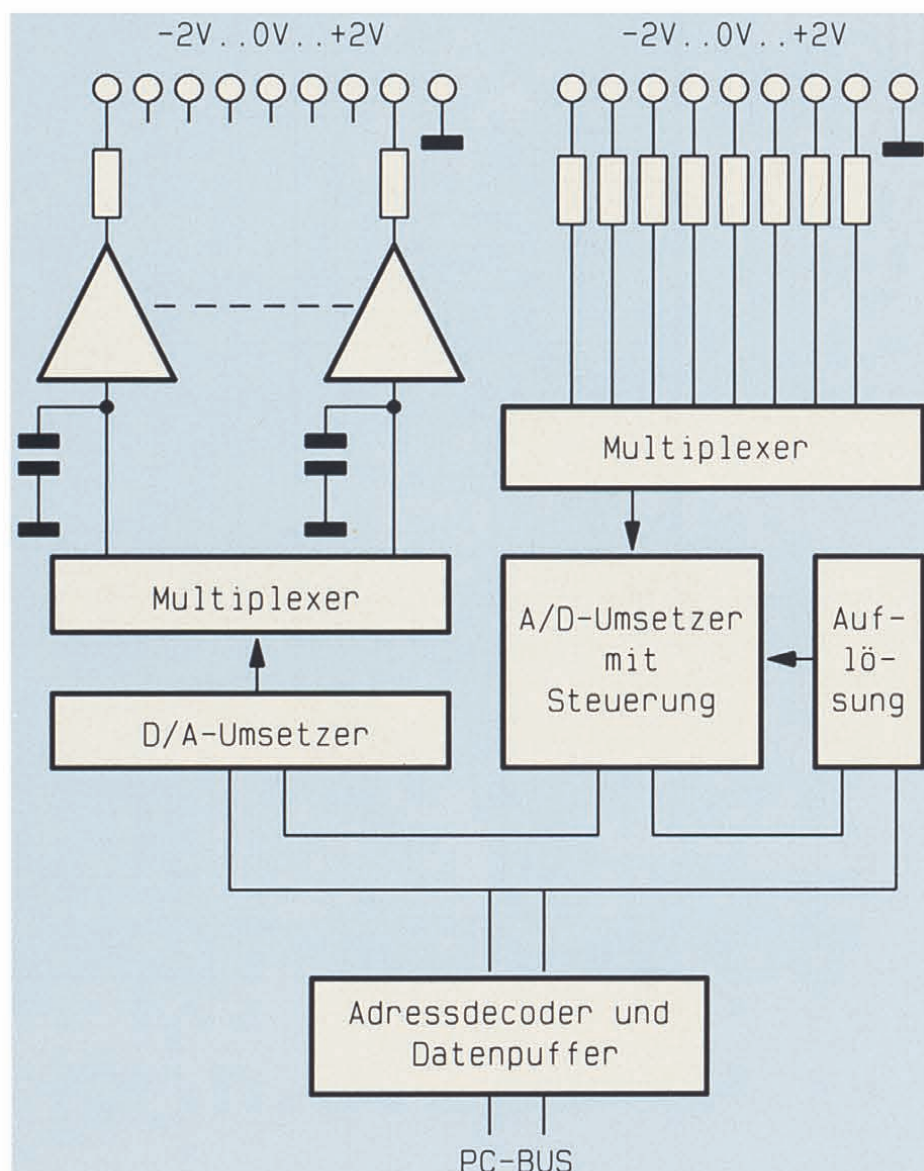 -2V..0V..+2V
-2V..0V..+2V
Multiplexer
Multiplexer
A/D-Umsetzer
mit
Steuerung
Auf-
lö-
sung
D/A-Umsetzer
Adressdecoder und
Datenpuffer
PC-BUS